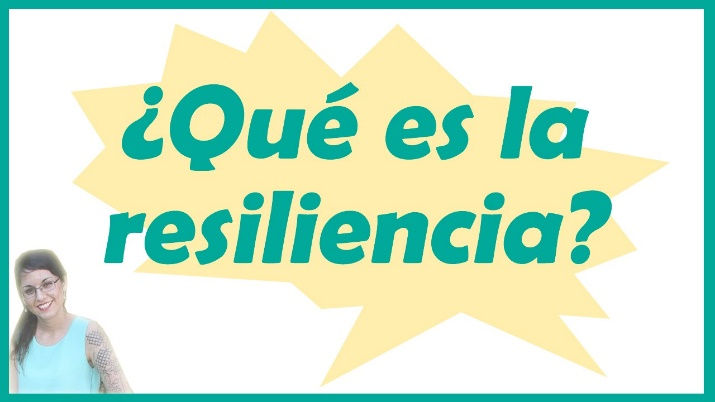 ¿Qué es la
resiliencia?